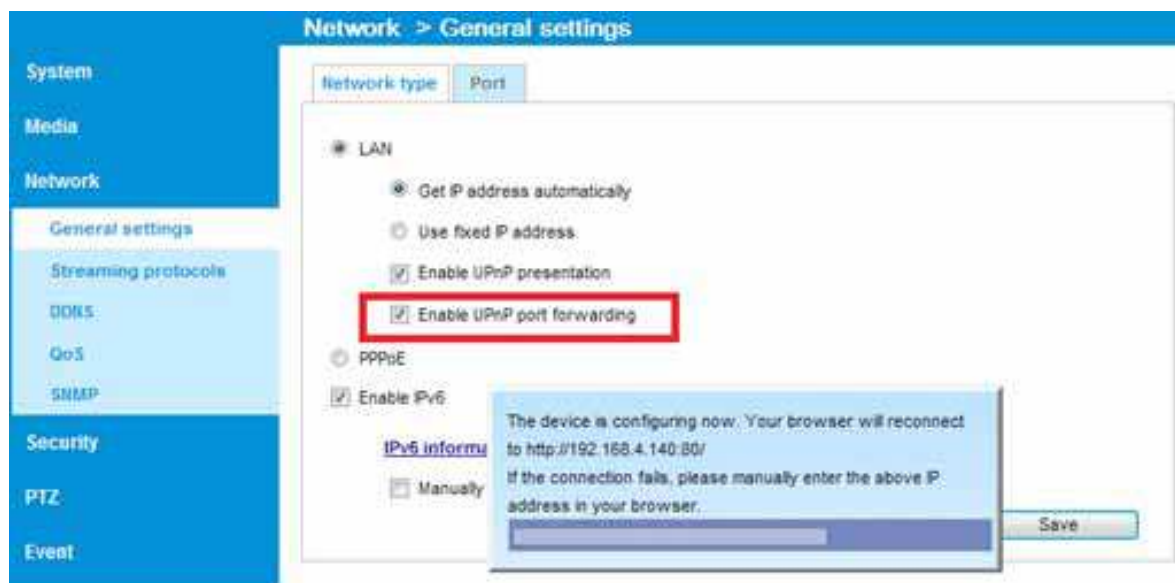 Network > General settings
System
Media
Network
General settings
Streaming protocols
DDNS
QoS
SNMP
Security
PTZ
Event
Network type
Port
LAN
Get IP address automatically
Use fixed IP address
Enable UPnP presentation
Enable UPnP port forwarding
PPPoE
Enable IPv6
IPv6 informa
Manually
The device is configuring now. Your browser will reconnect
to http://192.168.4.140:80/
If the connection fails, please manually enter the above IP
address in your browser.
Save